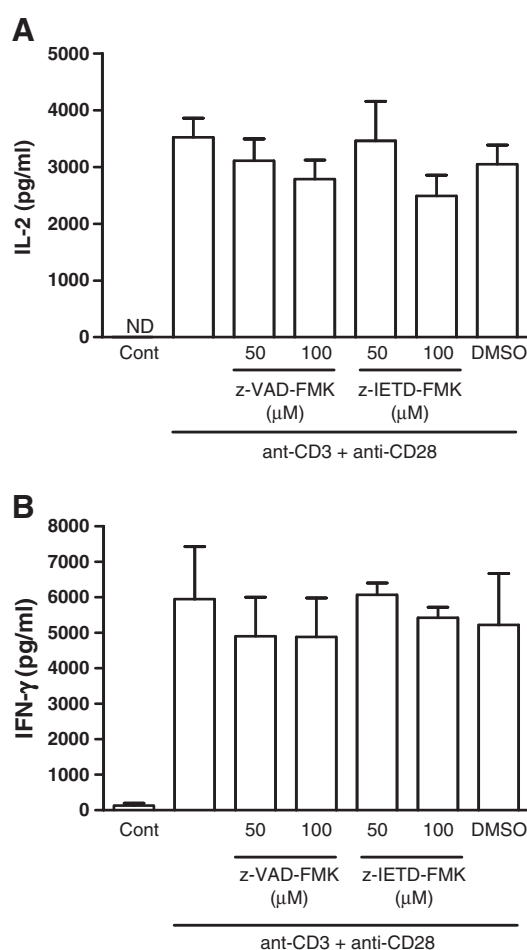 A
IL-2 (pg/ml)
5000
4000
3000
2000
1000
0
ND
Cont 50 100 50 100 DMSO
z-VAD-FMK z-IETD-FMK
(μM) (μM)
ant-CD3 + anti-CD28
B
IFN-γ (pg/ml)
8000
7000
6000
5000
4000
3000
2000
1000
0
Cont 50 100 50 100 DMSO
z-VAD-FMK z-IETD-FMK
(μM) (μM)
ant-CD3 + anti-CD28